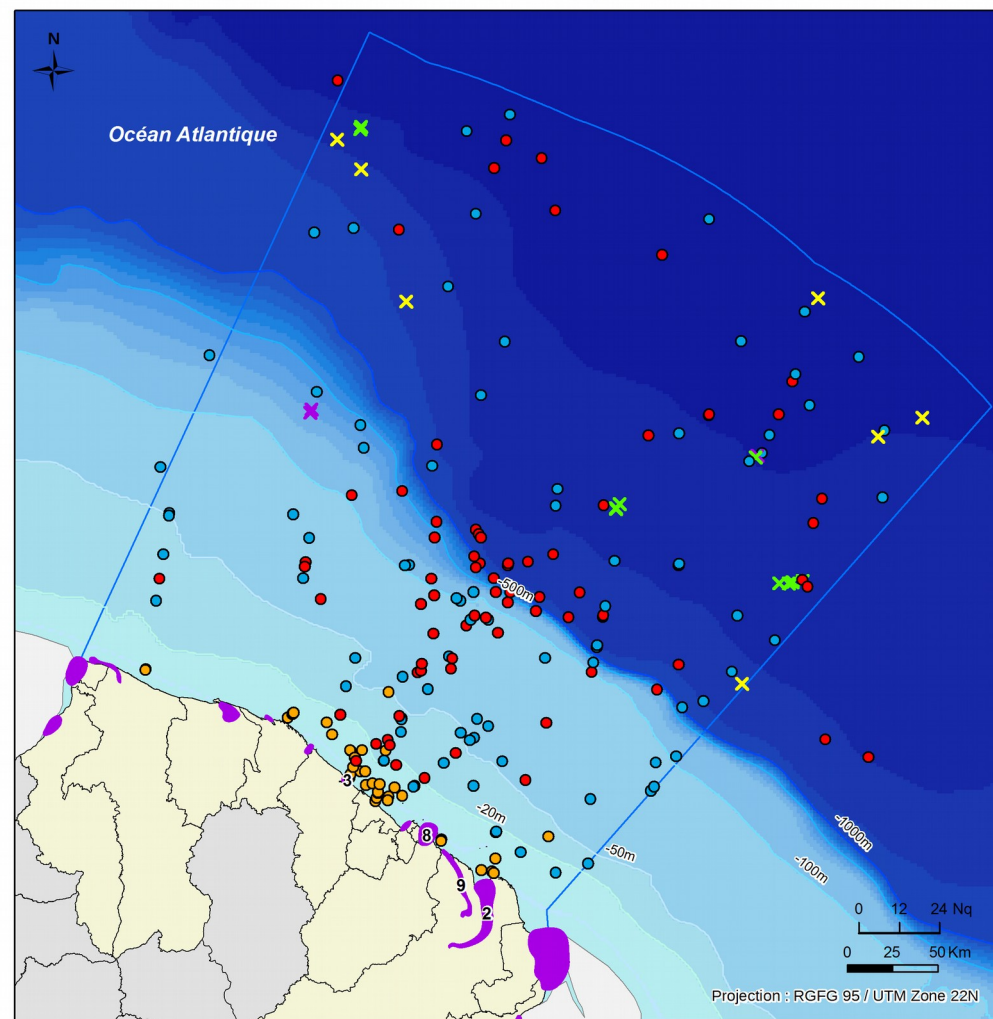 N
Océan Atlantique
-500m
3
-20m
8
-50m
-100m
-1000m
9
2
0 12 24 Nq
0 25 50 Km
Projection : RGFG 95 / UTM Zone 22N